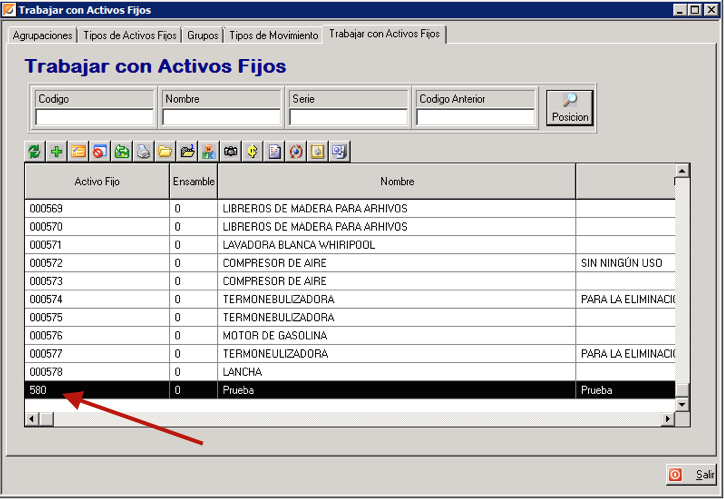 Trabajar con Activos Fijos
Agrupaciones Tipos de Activos Fijos Grupos Tipos de Movimiento Trabajar con Activos Fijos
Trabajar con Activos Fijos
Codigo Nombre Serie Codigo Anterior
Posicion
Activo Fijo Ensamble Nombre
000569 0 LIBREROS DE MADERA PARA ARHIVOS
000570 0 LIBREROS DE MADERA PARA ARHIVOS
000571 0 LAVADORA BLANCA WHIRIPOOL
000572 0 COMPRESOR DE AIRE SIN NINGÚN USO
000573 0 COMPRESOR DE AIRE
000574 0 TERMONEBULIZADORA PARA LA ELIMINACI
000575 0 TERMONEBULIZADORA
000576 0 MOTOR DE GASOLINA
000577 0 TERMONEULIZADORA PARA LA ELIMINACI
000578 0 LANCHA
580 0 Prueba Prueba
Salir